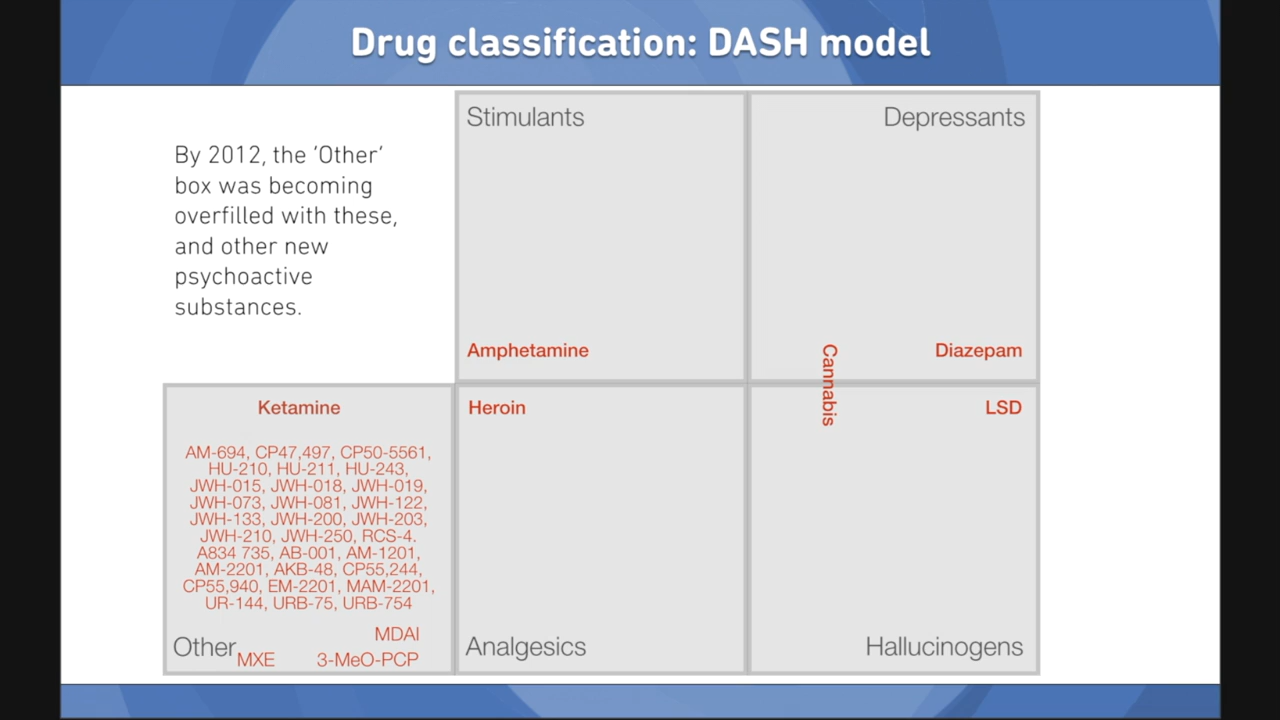 Drug classification: DASH model
By 2012, the ‘Other’
box was becoming
overfilled with these,
and other new
psychoactive
substances.
Stimulants
Depressants
Amphetamine
Cannabis
Diazepam
Ketamine
AM-694, CP47,497, CP50-5561,
HU-210, HU-211, HU-243,
JWH-015, JWH-018, JWH-019,
JWH-073, JWH-081, JWH-122,
JWH-133, JWH-200, JWH-203,
JWH-210, JWH-250, RCS-4.
A834 735, AB-001, AM-1201,
AM-2201, AKB-48, CP55,244,
CP55,940, EM-2201, MAM-2201,
UR-144, URB-75, URB-754
MDAI
Other
MXE
3-MeO-PCP
Heroin
Analgesics
LSD
Hallucinogens